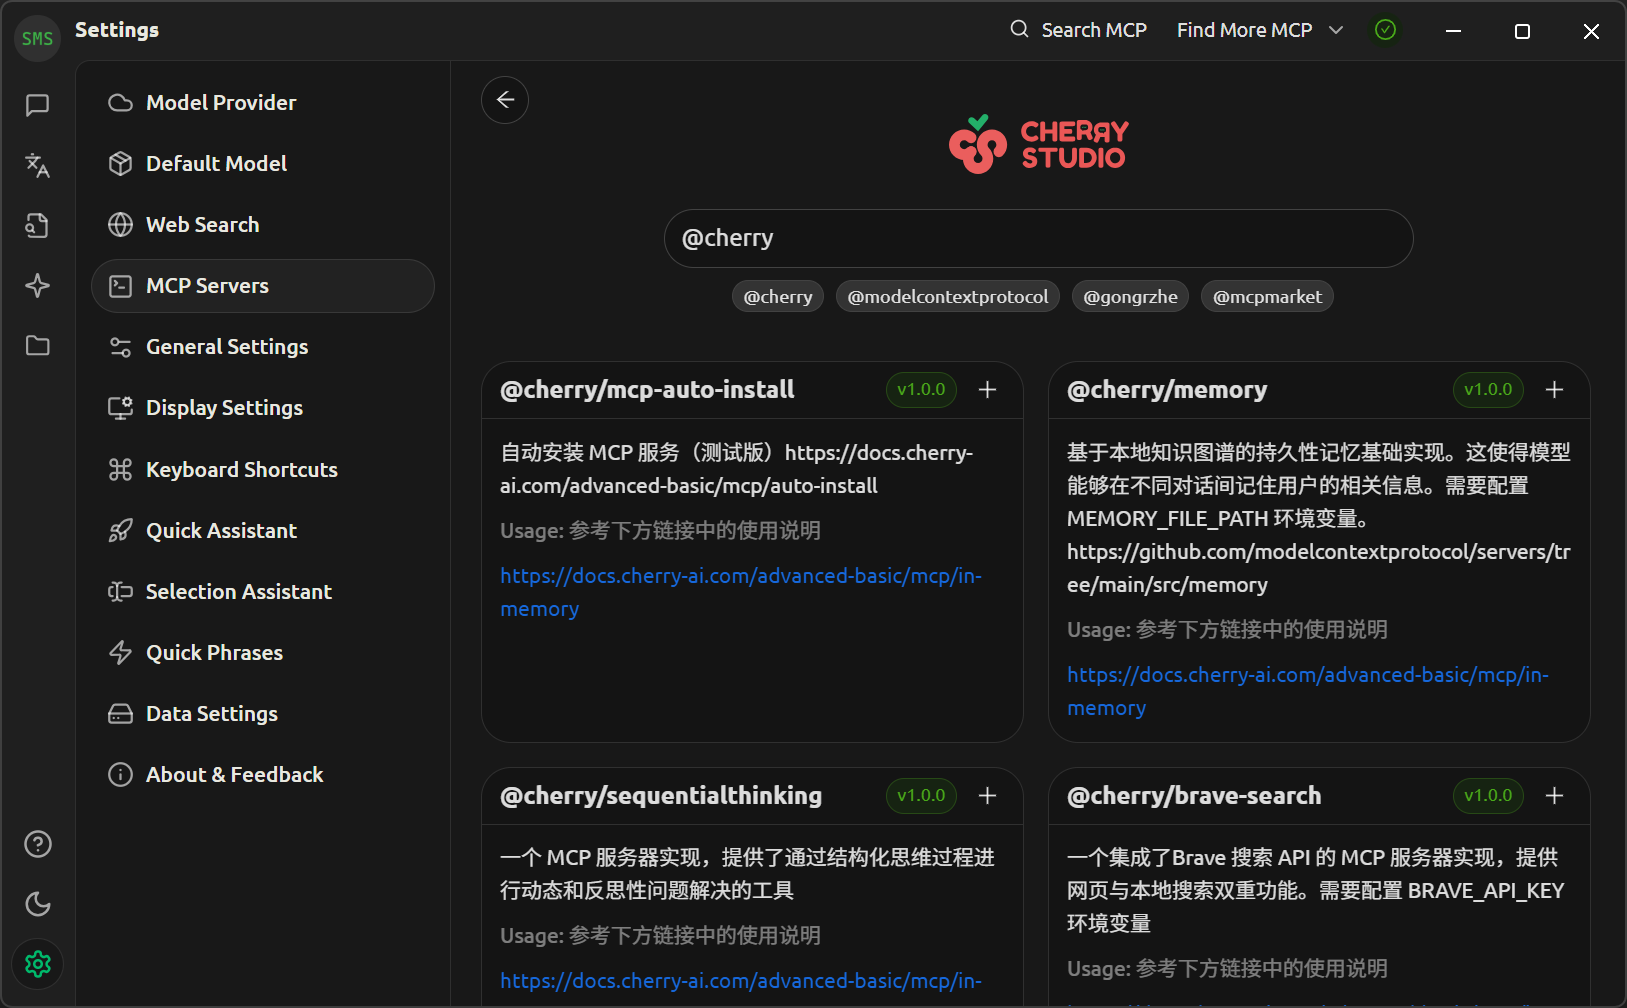 SMS
Settings
Search MCP
Find More MCP
Model Provider
Default Model
Web Search
MCP Servers
General Settings
Display Settings
Keyboard Shortcuts
Quick Assistant
Selection Assistant
Quick Phrases
Data Settings
About & Feedback
CHERRY
STUDIO
@cherry
@cherry @modelcontextprotocol @gongrzhe @mcpmarket
@cherry/mcp-auto-install v1.0.0
自动安装 MCP 服务（测试版）https://docs.cherry-
ai.com/advanced-basic/mcp/auto-install
Usage: 参考下方链接中的使用说明
https://docs.cherry-ai.com/advanced-basic/mcp/in-
memory
@cherry/memory v1.0.0
基于本地知识图谱的持久性记忆基础实现。这使得模型
能够在不同对话间记住用户的相关信息。需要配置
MEMORY_FILE_PATH 环境变量。
https://github.com/modelcontextprotocol/servers/tr
ee/main/src/memory
Usage: 参考下方链接中的使用说明
https://docs.cherry-ai.com/advanced-basic/mcp/in-
memory
@cherry/sequentialthinking v1.0.0
一个 MCP 服务器实现，提供了通过结构化思维过程进
行动态和反思性问题解决的工具
Usage: 参考下方链接中的使用说明
https://docs.cherry-ai.com/advanced-basic/mcp/in-
@cherry/brave-search v1.0.0
一个集成了Brave 搜索 API 的 MCP 服务器实现，提供
网页与本地搜索双重功能。需要配置 BRAVE_API_KEY
环境变量
Usage: 参考下方链接中的使用说明